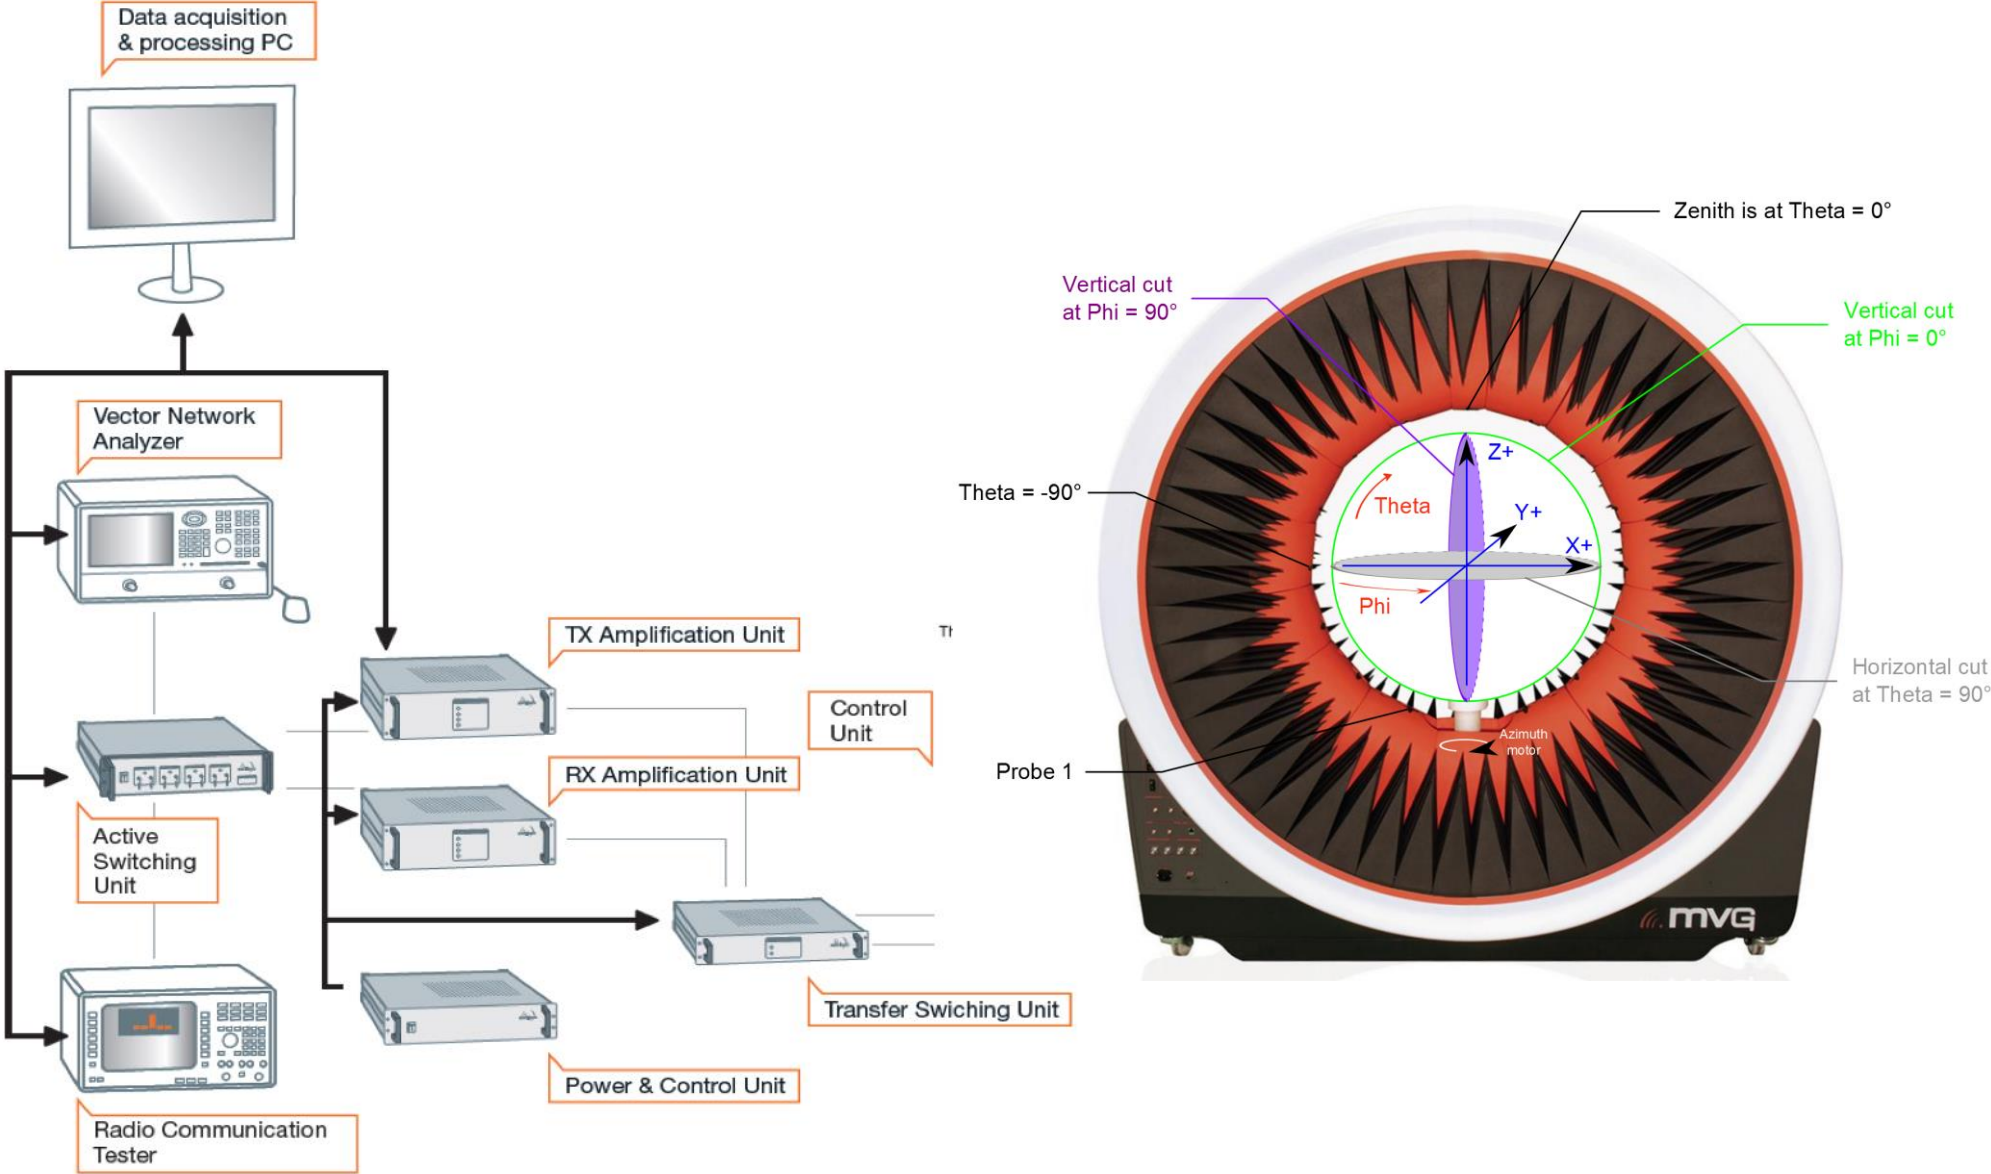 Data acquisition
& processing PC
Vector Network
Analyzer
TX Amplification Unit
RX Amplification Unit
Control
Unit
Active
Switching
Unit
Transfer Swiching Unit
Power & Control Unit
Radio Communication
Tester
Zenith is at Theta = 0°
Vertical cut
at Phi = 90°
Vertical cut
at Phi = 0°
Theta = -90°
Z+
Theta
Y+
X+
Phi
Horizontal cut
at Theta = 90°
Azimuth
motor
Probe 1
mvg